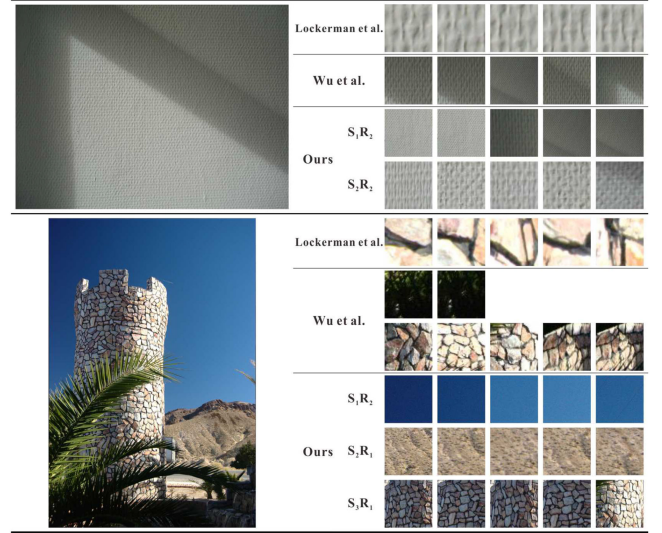 Lockerman et al.
Wu et al.
S₁R₂
Ours
S₂R₂
Lockerman et al.
Wu et al.
S₁R₂
Ours S₂R₁
S₃R₁